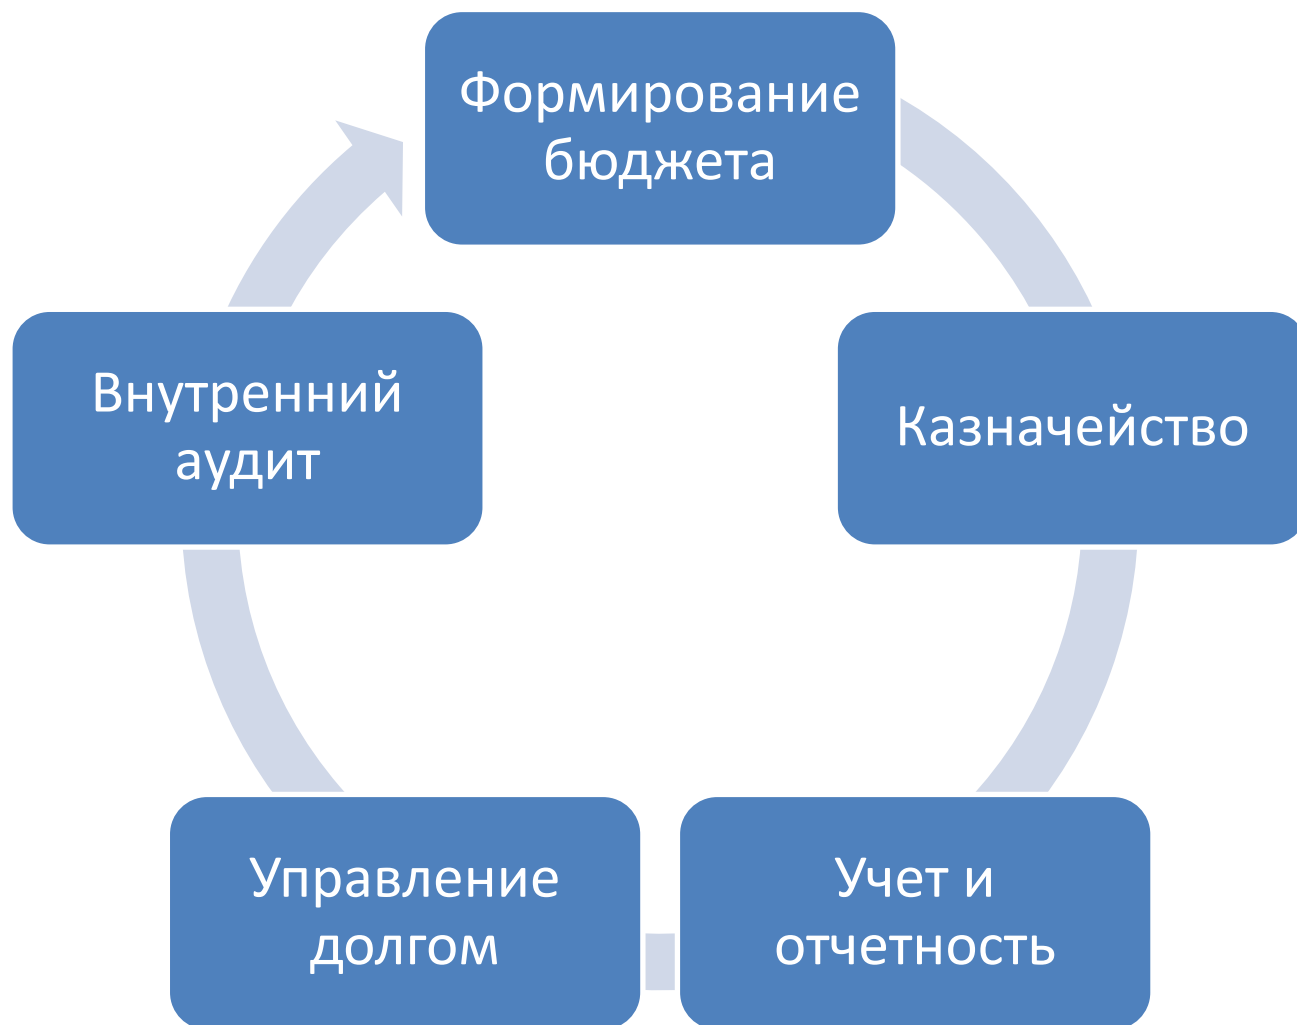 Формирование
бюджета
Казначейство
Учет и
отчетность
Управление
долгом
Внутренний
аудит